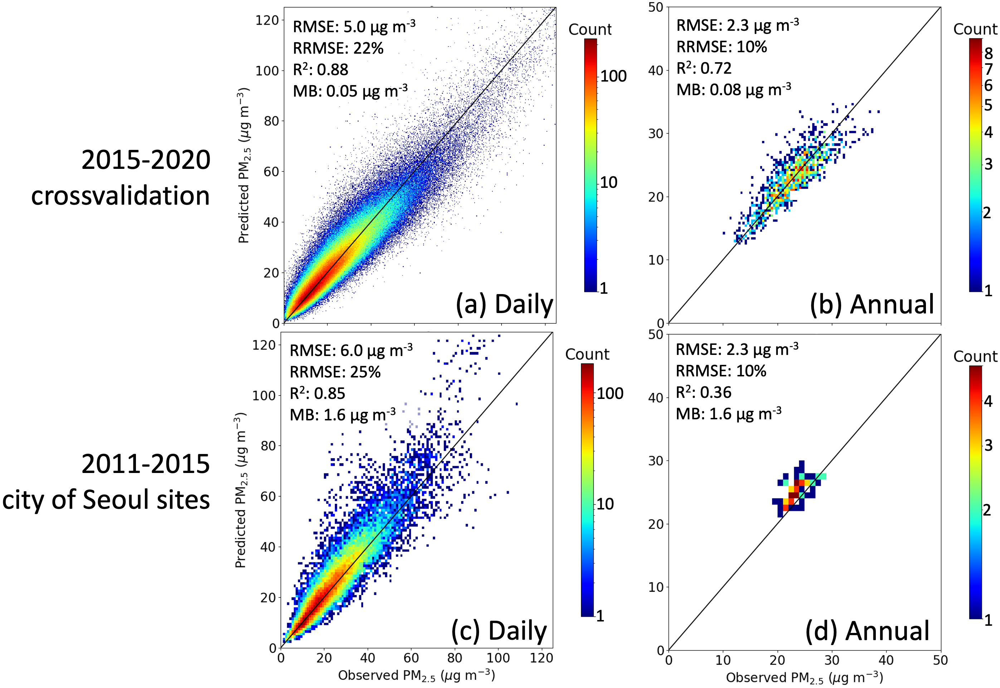 2015-2020
crossvalidation
Predicted PM2.5 (μg m−3)
120
100
80
60
40
20
0
RMSE: 5.0 µg m-3
RRMSE: 22%
R2: 0.88
MB: 0.05 µg m-3
(a) Daily
Count
100
10
1
50
40
30
20
10
0
RMSE: 2.3 µg m-3
RRMSE: 10%
R2: 0.72
MB: 0.08 µg m-3
(b) Annual
Count
8
7
6
5
4
3
2
1
2011-2015
city of Seoul sites
Predicted PM2.5 (μg m−3)
120
100
80
60
40
20
0
RMSE: 6.0 µg m-3
RRMSE: 25%
R2: 0.85
MB: 1.6 µg m-3
(c) Daily
0 20 40 60 80 100 120
Observed PM2.5 (μg m−3)
Count
100
10
1
50
40
30
20
10
0
RMSE: 2.3 µg m-3
RRMSE: 10%
R2: 0.36
MB: 1.6 µg m-3
(d) Annual
0 10 20 30 40 50
Observed PM2.5 (μg m−3)
Count
4
3
2
1